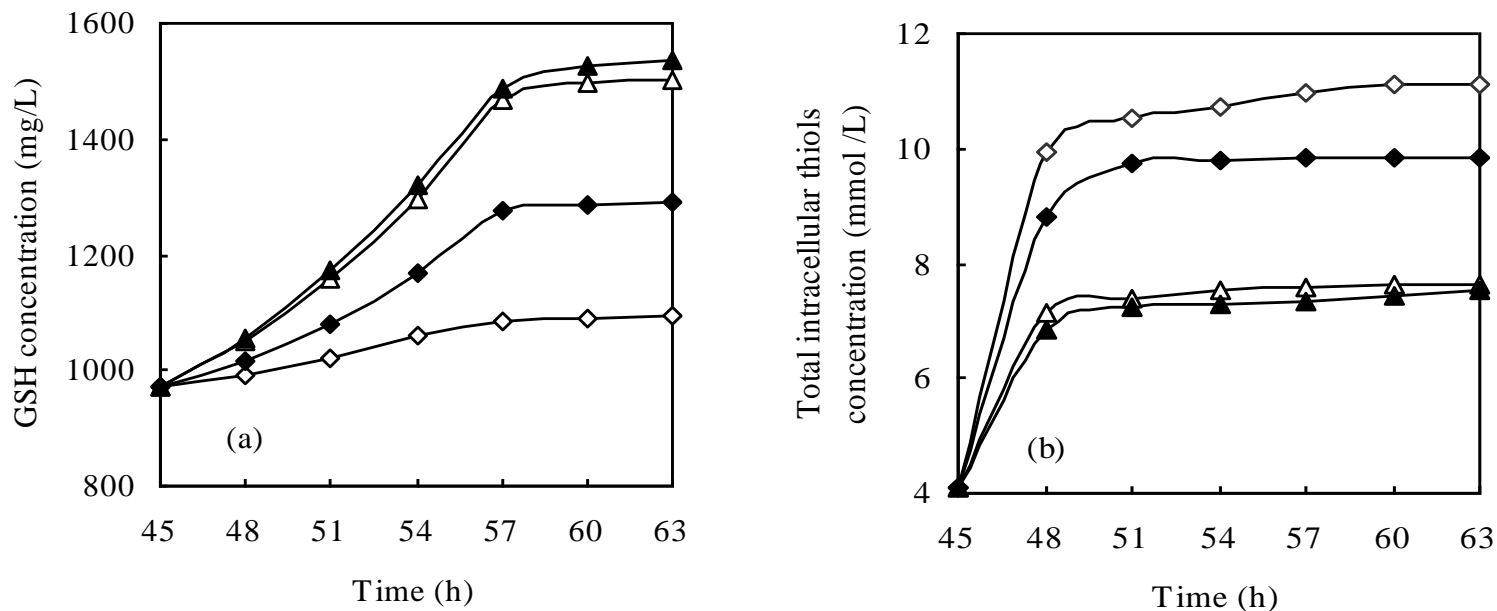 GSH concentration (mg/L)
1600
1400
1200
1000
800
(a)
45 48 51 54 57 60 63
Time (h)
Total intracellular thiols
concentration (mmol /L)
12
10
8
6
4
(b)
45 48 51 54 57 60 63
Time (h)